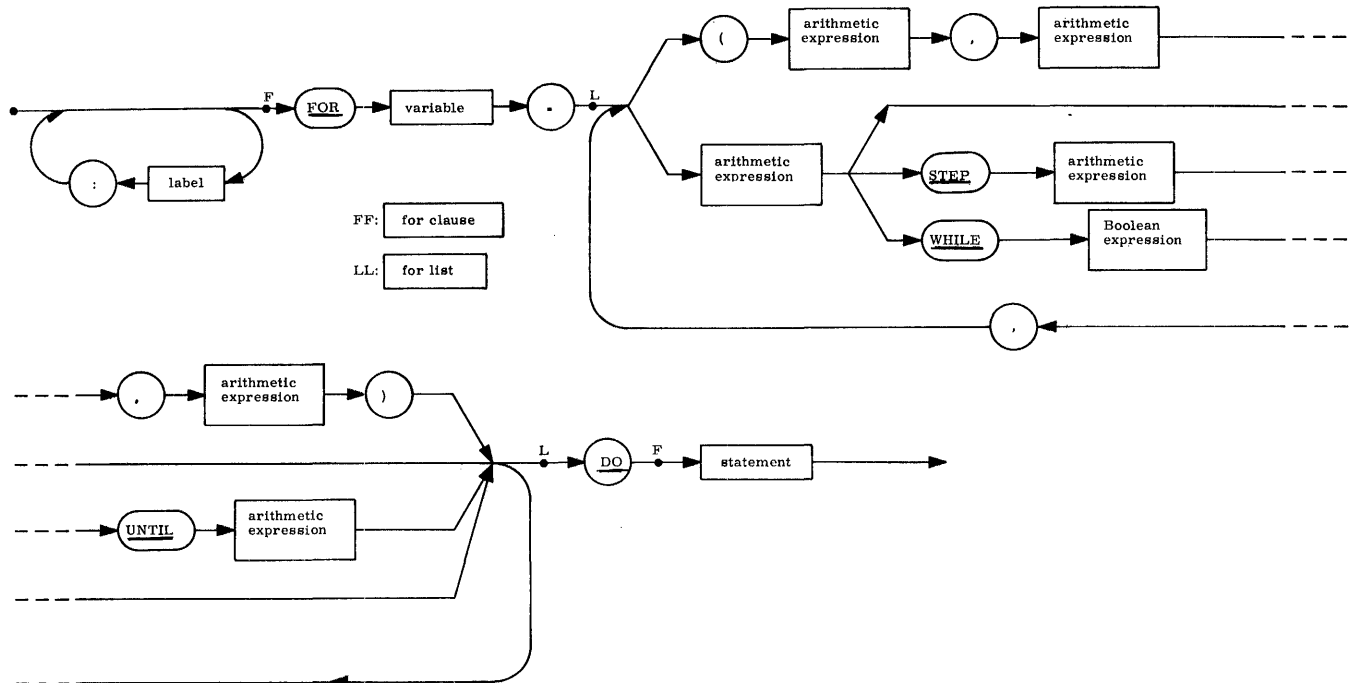 ( arithmetic expression , arithmetic expression
F FOR variable = L
: label
arithmetic expression
STEP arithmetic expression
WHILE Boolean expression
FF: for clause
LL: for list
,
, arithmetic expression )
L DO F statement
UNTIL arithmetic expression